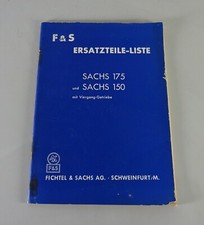 F&S
ERSATZTEILE-LISTE
SACHS 175
und SACHS 150
mit Viergang-Getriebe
F&S
FICHTEL & SACHS AG. - SCHWEINFURT-M.